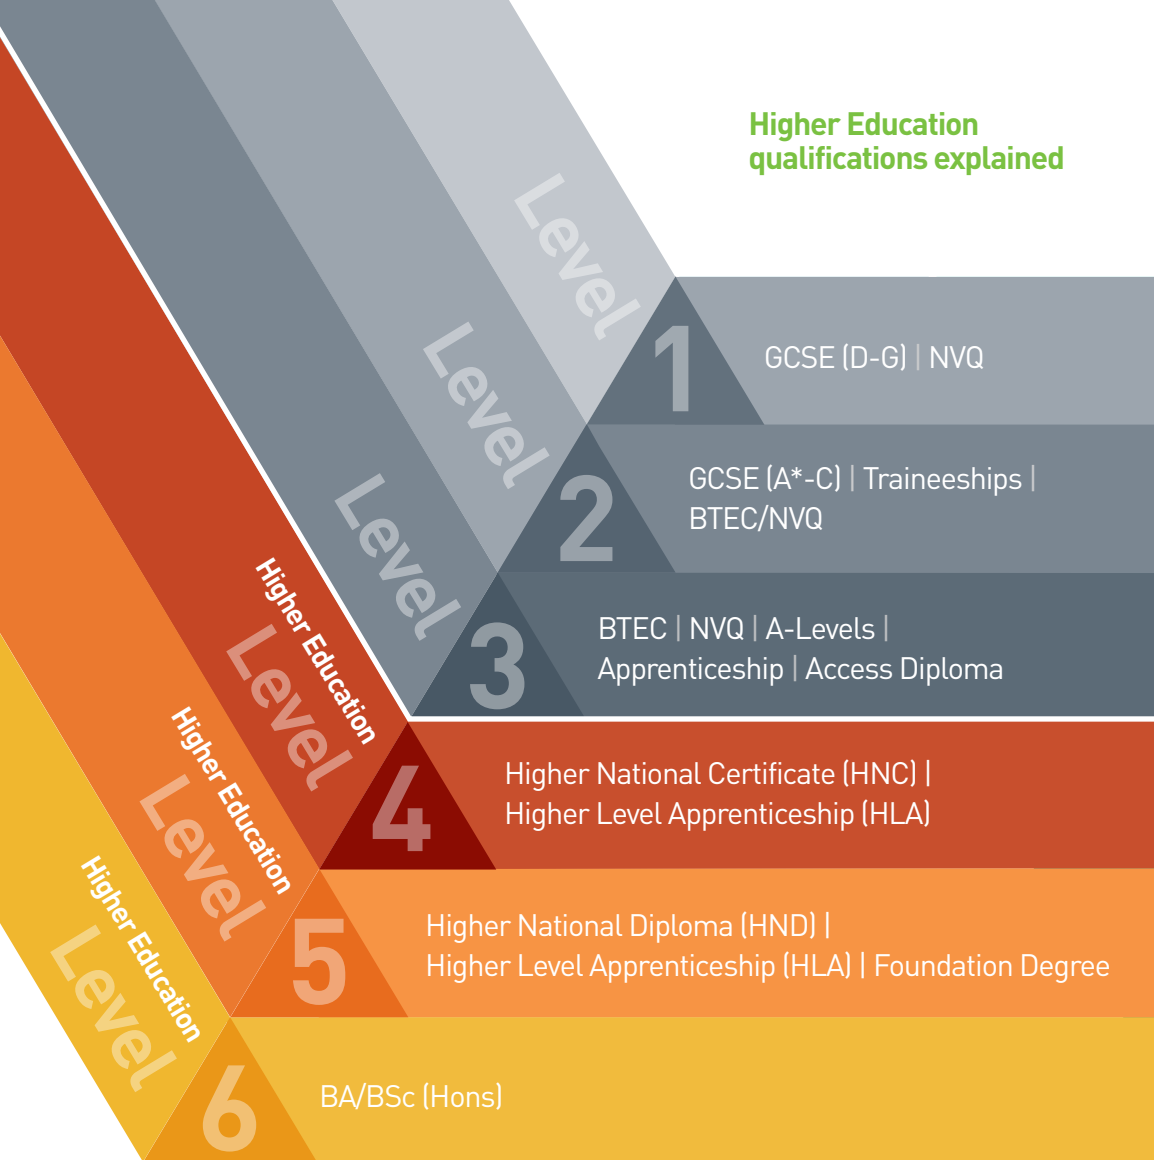 Higher Education
qualifications explained
Level
1
GCSE (D-G) | NVQ
Level
2
GCSE (A*-C) | Traineeships |
BTEC/NVQ
Level
3
BTEC | NVQ | A-Levels |
Apprenticeship | Access Diploma
Higher Education
Level
4
Higher National Certificate (HNC) |
Higher Level Apprenticeship (HLA)
Higher Education
Level
5
Higher National Diploma (HND) |
Higher Level Apprenticeship (HLA) | Foundation Degree
Higher Education
Level
6
BA/BSc (Hons)